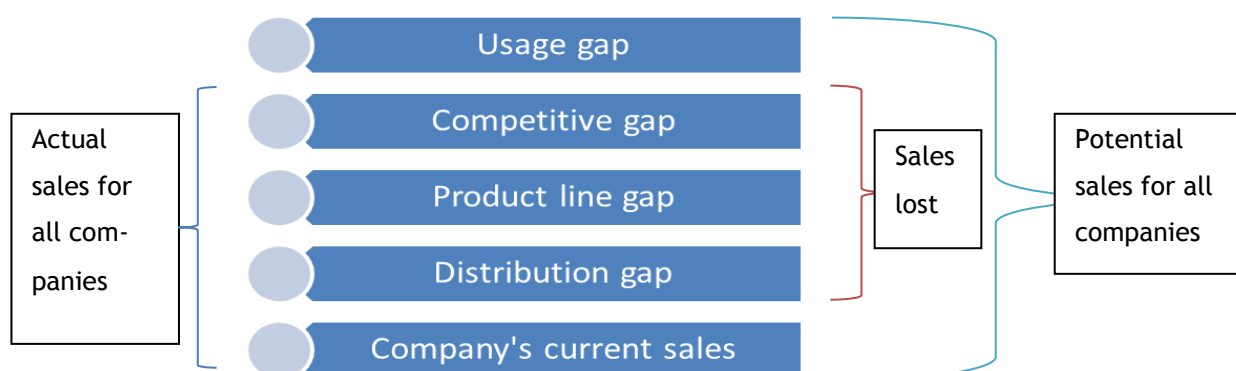 Usage gap
Competitive gap
Product line gap
Distribution gap
Company's current sales
Actual
sales for
all com-
panies
Sales
lost
Potential
sales for all
companies